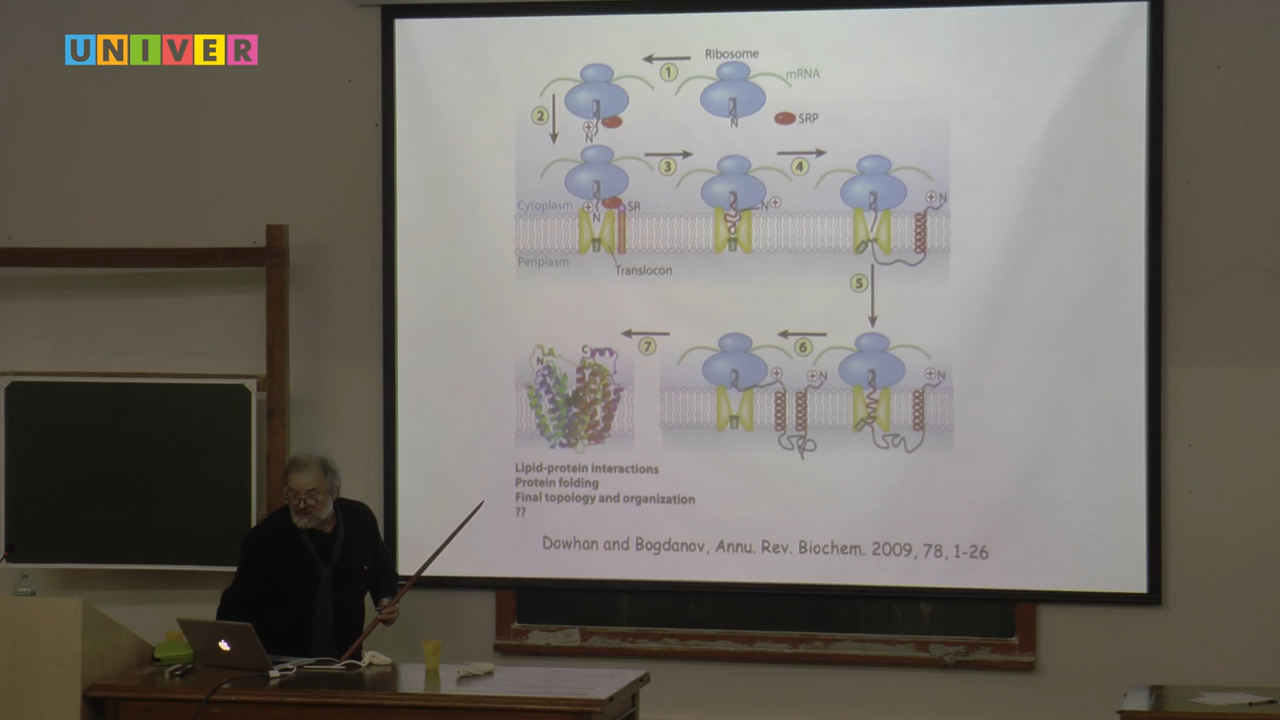 UNIVER
Ribosome
1
mRNA
2
+
N
N
SRP
3
4
Cytoplasm
+
N
SR
N
+
+
N
Periplasm
Translocon
5
7
6
N
C
+
+
N
+
N
Lipid-protein interactions
Protein folding
Final topology and organization
??
Dowhan and Bogdanov, Annu. Rev. Biochem. 2009, 78, 1-26